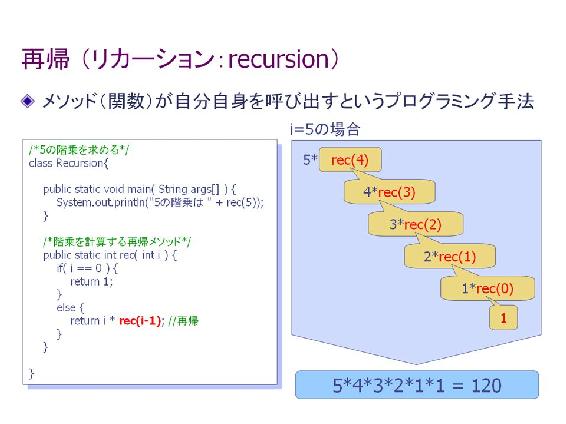 再帰（リカーション：recursion）
メソッド（関数）が自分自身を呼び出すというプログラミング手法
/*5の階乗を求める*/
class Recursion{
public static void main( String args[] ) {
System.out.println("5の階乗は " + rec(5));
}
/*階乗を計算する再帰メソッド*/
public static int rec( int i ) {
if( i == 0 ) {
return 1;
}
else {
return i * rec(i-1); //再帰
}
}
}
i=5の場合
5* rec(4)
4*rec(3)
3*rec(2)
2*rec(1)
1*rec(0)
1
5*4*3*2*1*1 = 120